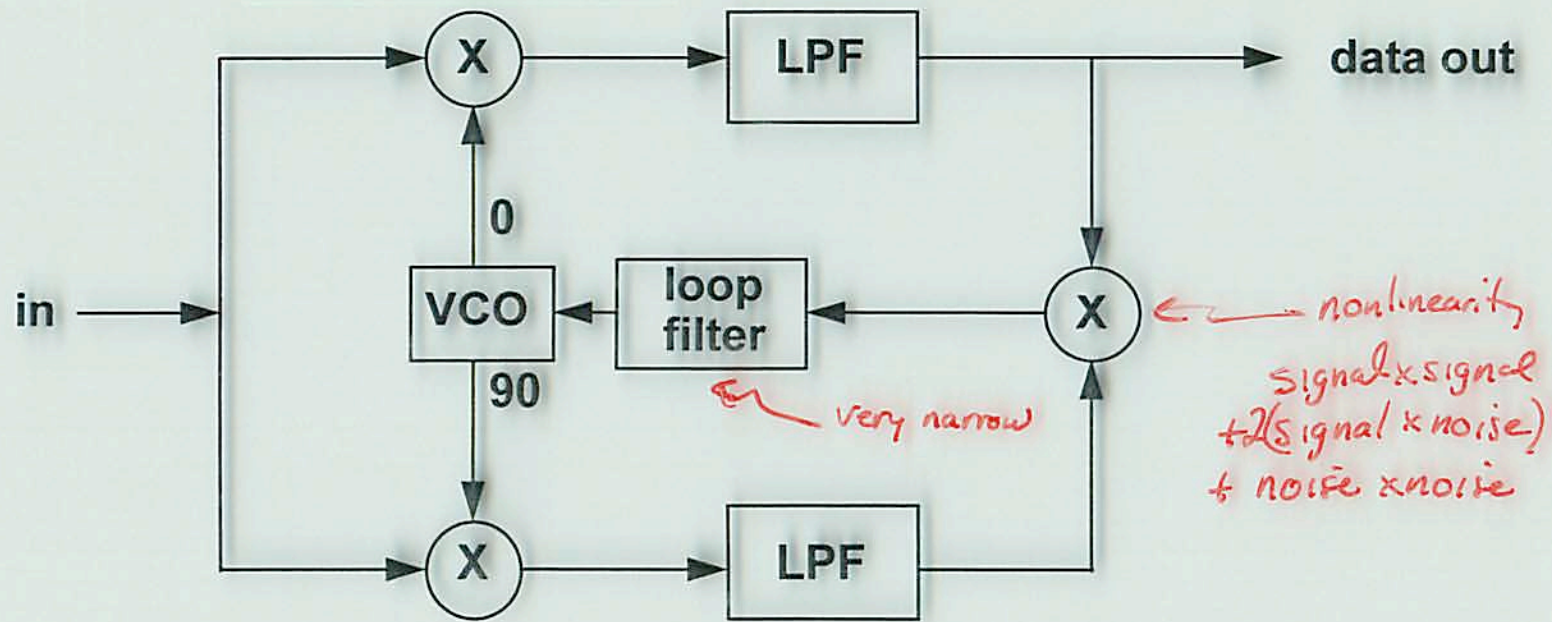 X
LPF
data out
0
in
VCO
loop
filter
X
nonlinearity
signal x signal
+2(signal x noise)
+ noise x noise
90
very narrow
X
LPF